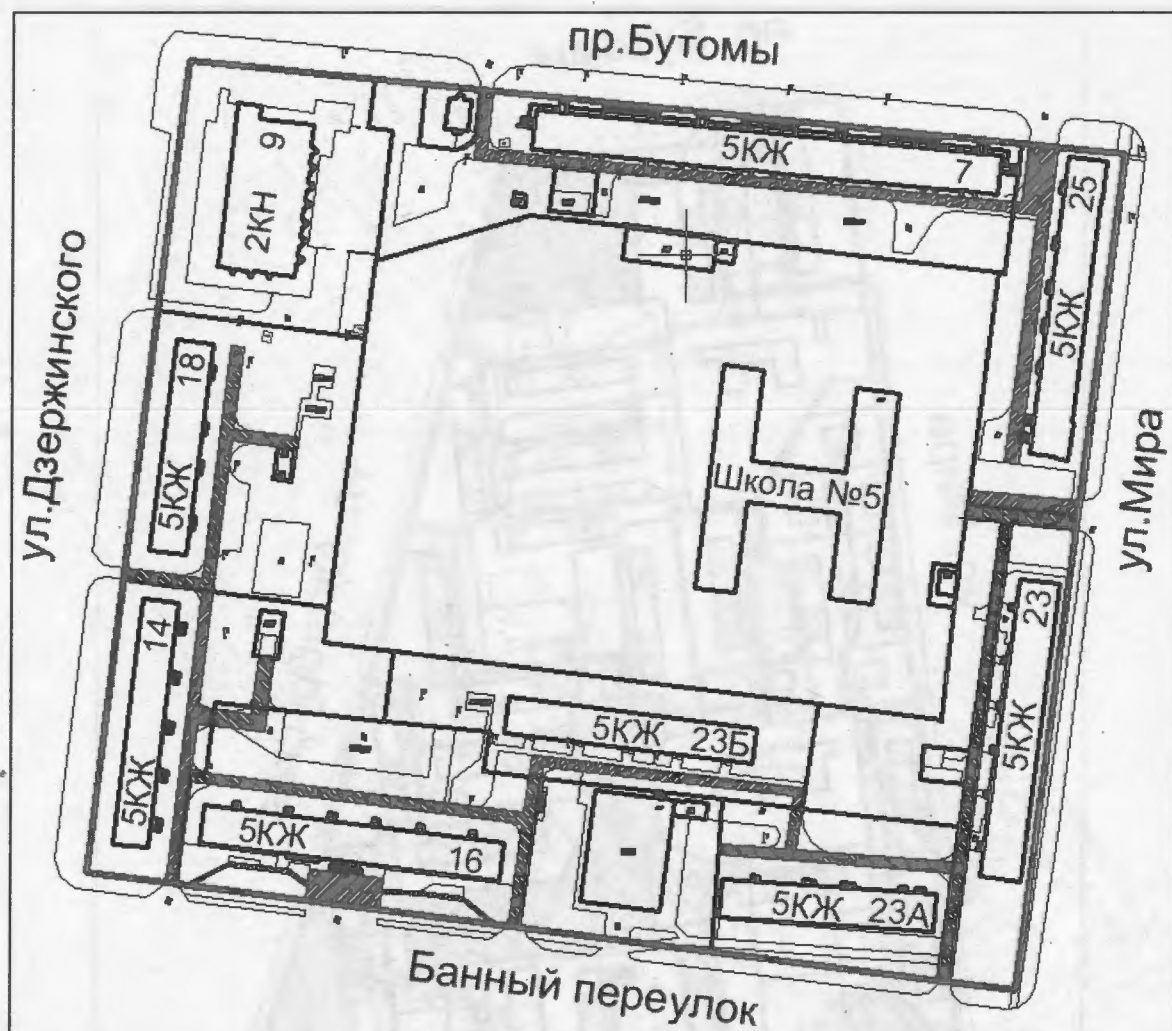 пр.Бутомы
5КЖ 7
2КН 9
5КЖ 25
ул.Дзержинского
5КЖ 18
Школа №5
ул.Мира
5КЖ 14
5КЖ 23
5КЖ 23Б
5КЖ 16
5КЖ 23А
Банный переулок